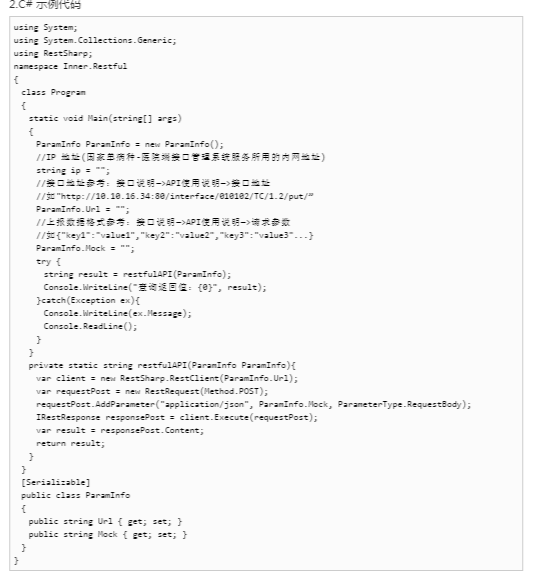 2.C# 示例代码
using System;
using System.Collections.Generic;
using RestSharp;
namespace Inner.Restful
{
class Program
{
static void Main(string[] args)
{
ParamInfo ParamInfo = new ParamInfo();
//IP 地址(国家单病种-医院端接口管理系统服务所用的内网地址)
string ip = "";
//接口地址参考: 接口说明->API使用说明->接口地址
//如"http://10.10.16.34:80/interface/010102/TC/1.2/put/"
ParamInfo.Url = "";
//上报数据格式参考: 接口说明->API使用说明->请求参数
//如{"key1":"value1","key2":"value2","key3":"value3"...}
ParamInfo.Mock = "";
try {
string result = restfulAPI(ParamInfo);
Console.WriteLine("查询返回值: {0}", result);
}catch(Exception ex){
Console.WriteLine(ex.Message);
Console.ReadLine();
}
}
private static string restfulAPI(ParamInfo ParamInfo){
var client = new RestSharp.RestClient(ParamInfo.Url);
var requestPost = new RestRequest(Method.POST);
requestPost.AddParameter("application/json", ParamInfo.Mock, ParameterType.RequestBody);
IRestResponse responsePost = client.Execute(requestPost);
var result = responsePost.Content;
return result;
}
}
[Serializable]
public class ParamInfo
{
public string Url { get; set; }
public string Mock { get; set; }
}
}